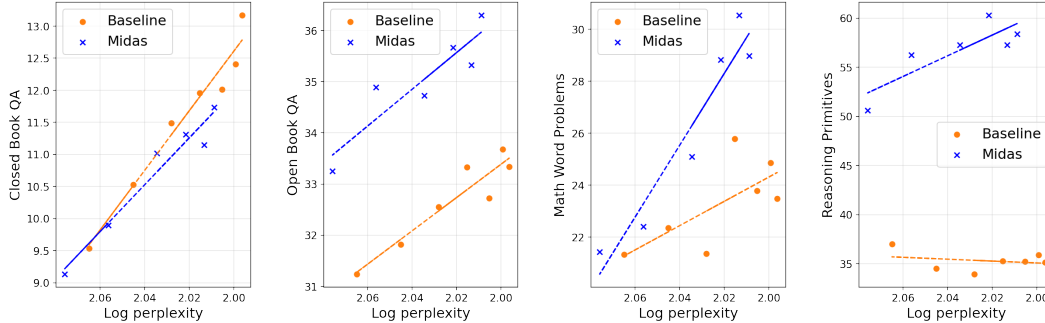 Closed Book QA
13.0
12.5
12.0
11.5
11.0
10.5
10.0
9.5
9.0
Baseline
Midas
2.06
2.04
2.02
2.00
Log perplexity
Open Book QA
36
35
34
33
32
31
Baseline
Midas
2.06
2.04
2.02
2.00
Log perplexity
Math Word Problems
30
28
26
24
22
Baseline
Midas
2.06
2.04
2.02
2.00
Log perplexity
Reasoning Primitives
60
55
50
45
40
35
Baseline
Midas
2.06
2.04
2.02
2.00
Log perplexity